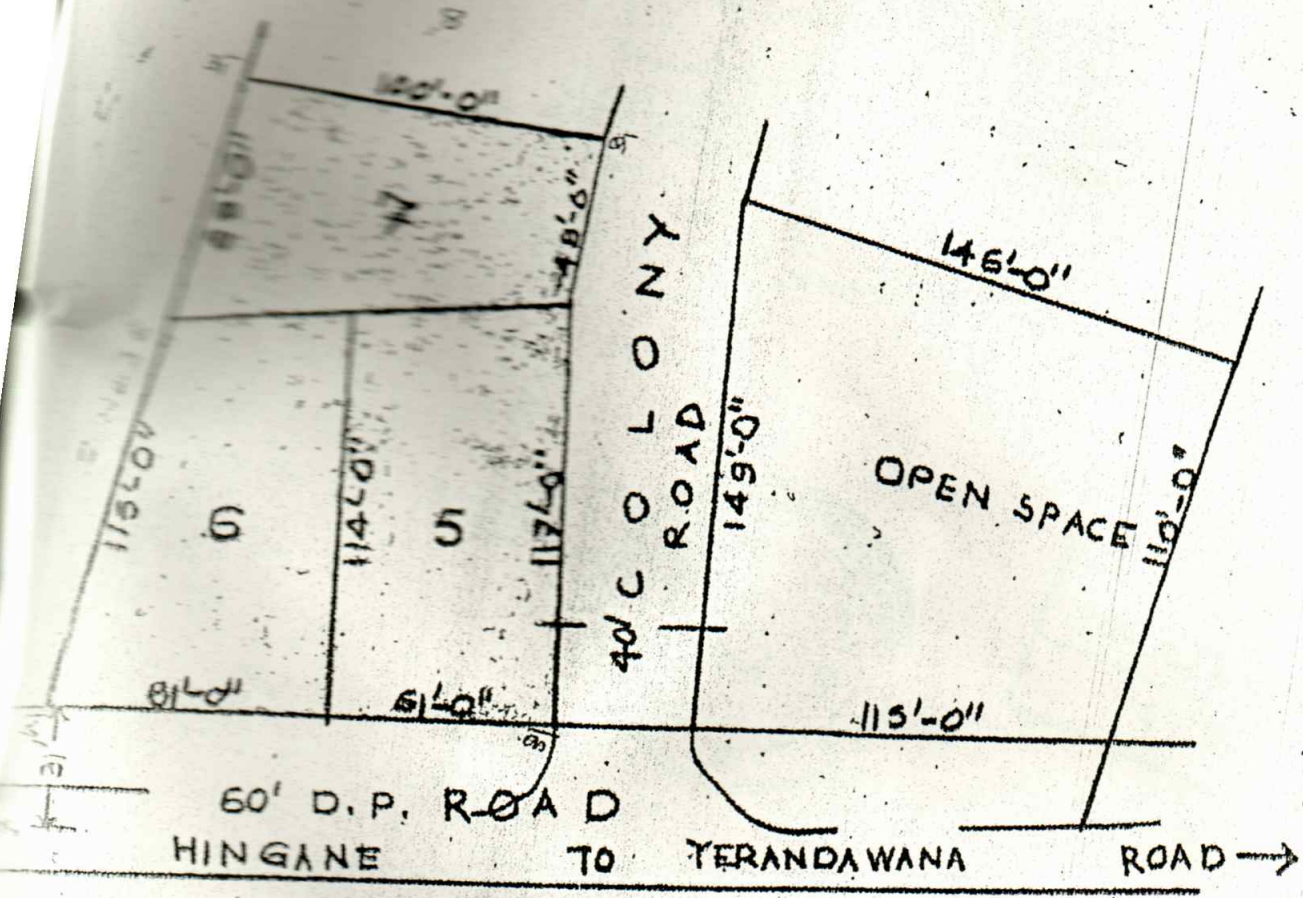 100'-0"
48'-0"
5
6
115'-0"
114'-0"
117'-0"
81'-0"
61'-0"
40' COLONY
ROAD
149'-0"
146'-0"
OPEN SPACE
110'-0"
115'-0"
60' D.P. ROAD
HINGANE TO TERANDAWANA ROAD